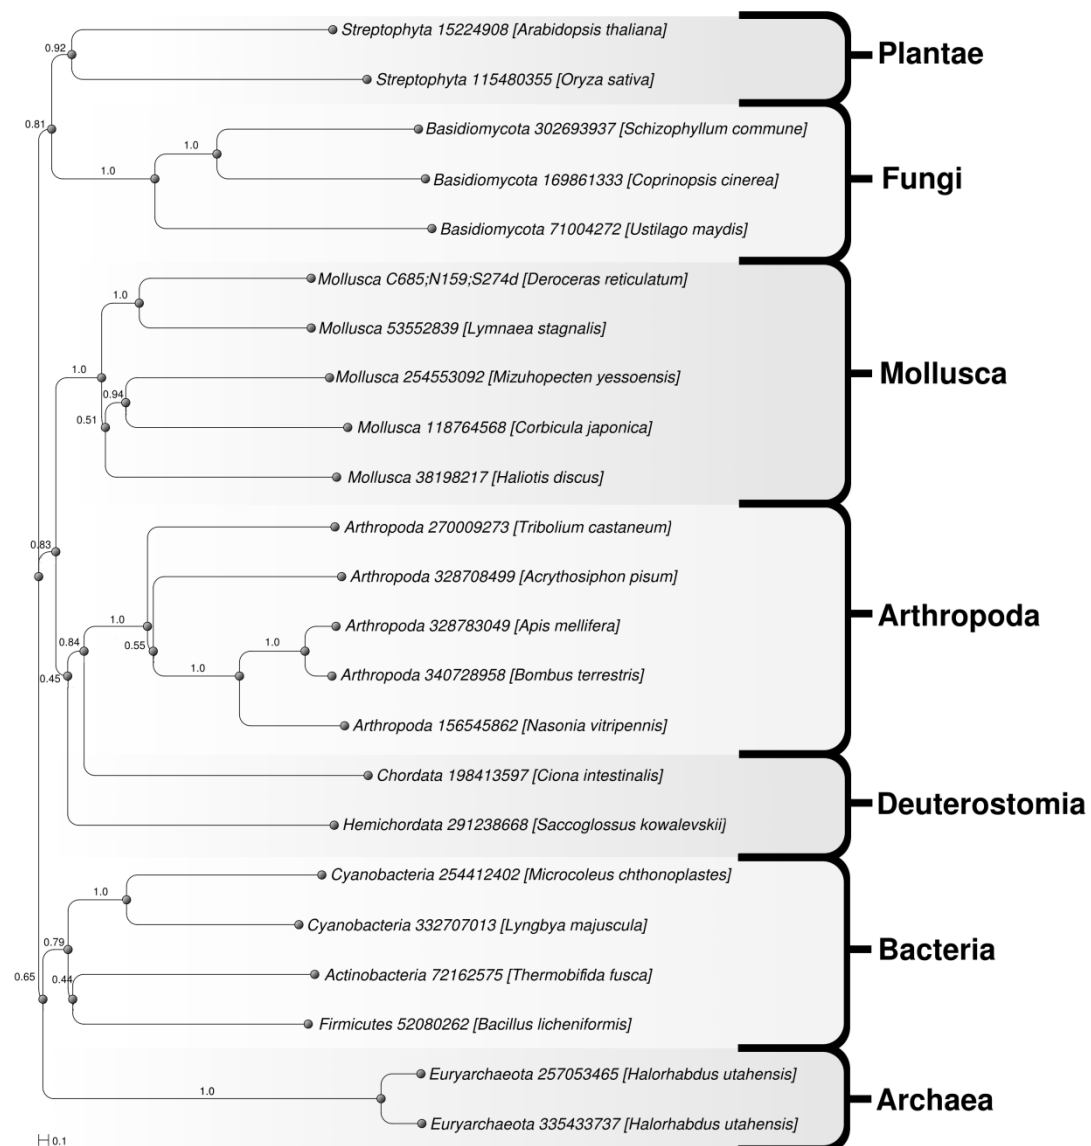 0.92
Streptophyta 15224908 [Arabidopsis thaliana]
Plantae
Streptophyta 115480355 [Oryza sativa]
0.81
Basidiomycota 302693937 [Schizophyllum commune]
1.0
1.0
Basidiomycota 169861333 [Coprinopsis cinerea]
Fungi
Basidiomycota 71004272 [Ustilago maydis]
Mollusca C685;N159;S274d [Deroceras reticulatum]
1.0
Mollusca 53552839 [Lymnaea stagnalis]
1.0
Mollusca 254553092 [Mizuhopecten yessoensis]
Mollusca
0.94
0.51
Mollusca 118764568 [Corbicula japonica]
Mollusca 38198217 [Haliotis discus]
Arthropoda 270009273 [Tribolium castaneum]
0.83
Arthropoda 328708499 [Acrythosiphon pisum]
1.0
Arthropoda 328783049 [Apis mellifera]
Arthropoda
0.84
0.55
1.0
1.0
0.45
Arthropoda 340728958 [Bombus terrestris]
Arthropoda 156545862 [Nasonia vitripennis]
Chordata 198413597 [Ciona intestinalis]
Deuterostomia
Hemichordata 291238668 [Saccoglossus kowalevskii]
1.0
Cyanobacteria 254412402 [Microcoleus chthonoplastes]
Cyanobacteria 332707013 [Lyngbya majuscula]
0.79
Bacteria
0.65
0.44
Actinobacteria 72162575 [Thermobifida fusca]
Firmicutes 52080262 [Bacillus licheniformis]
Euryarchaeota 257053465 [Halorhabdus utahensis]
1.0
Archaea
Euryarchaeota 335433737 [Halorhabdus utahensis]
0.1